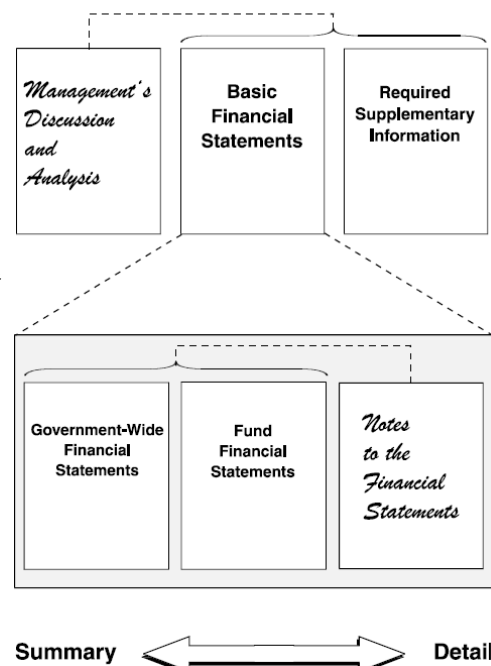 Management's
Discussion
and
Analysis
Basic
Financial
Statements
Required
Supplementary
Information
Government-Wide
Financial
Statements
Fund
Financial
Statements
Notes
to the
Financial
Statements
Summary
Detail